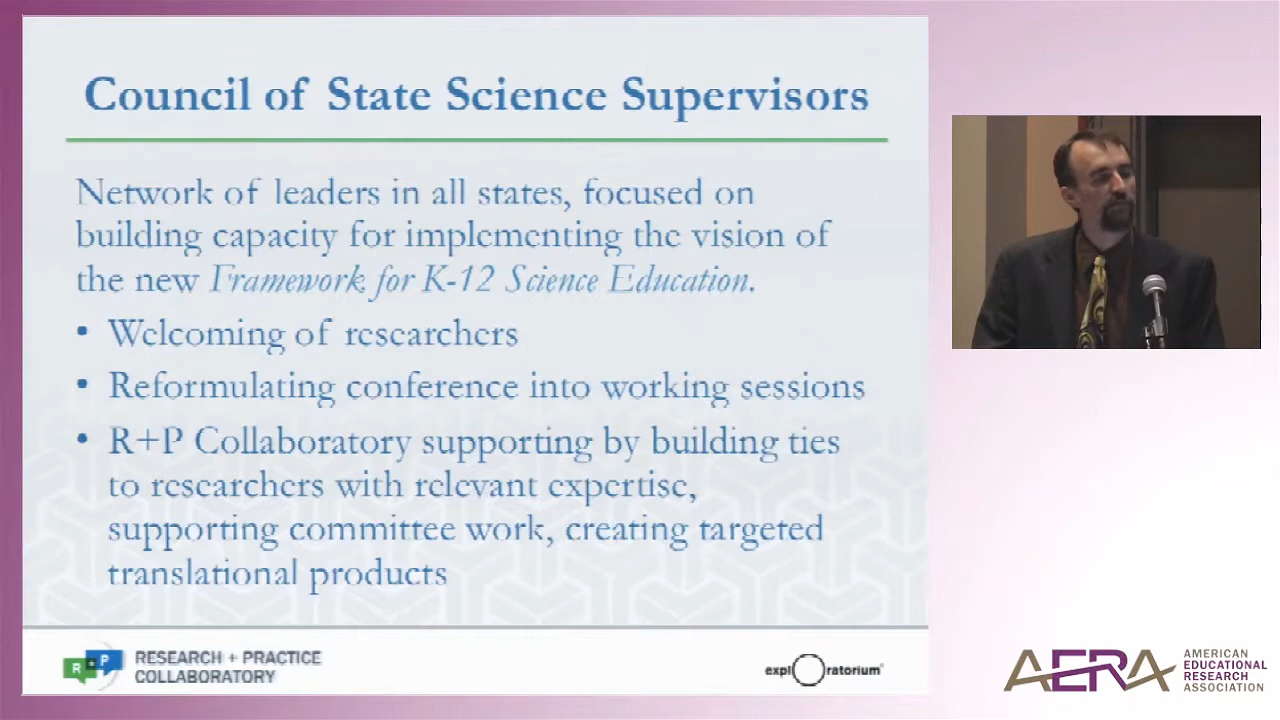 Council of State Science Supervisors
Network of leaders in all states, focused on
building capacity for implementing the vision of
the new Framework for K-12 Science Education.
• Welcoming of researchers
• Reformulating conference into working sessions
• R+P Collaboratory supporting by building ties
to researchers with relevant expertise,
supporting committee work, creating targeted
translational products
R + P
RESEARCH + PRACTICE
COLLABORATORY
explOratorium®
AERA
AMERICAN
EDUCATIONAL
RESEARCH
ASSOCIATION